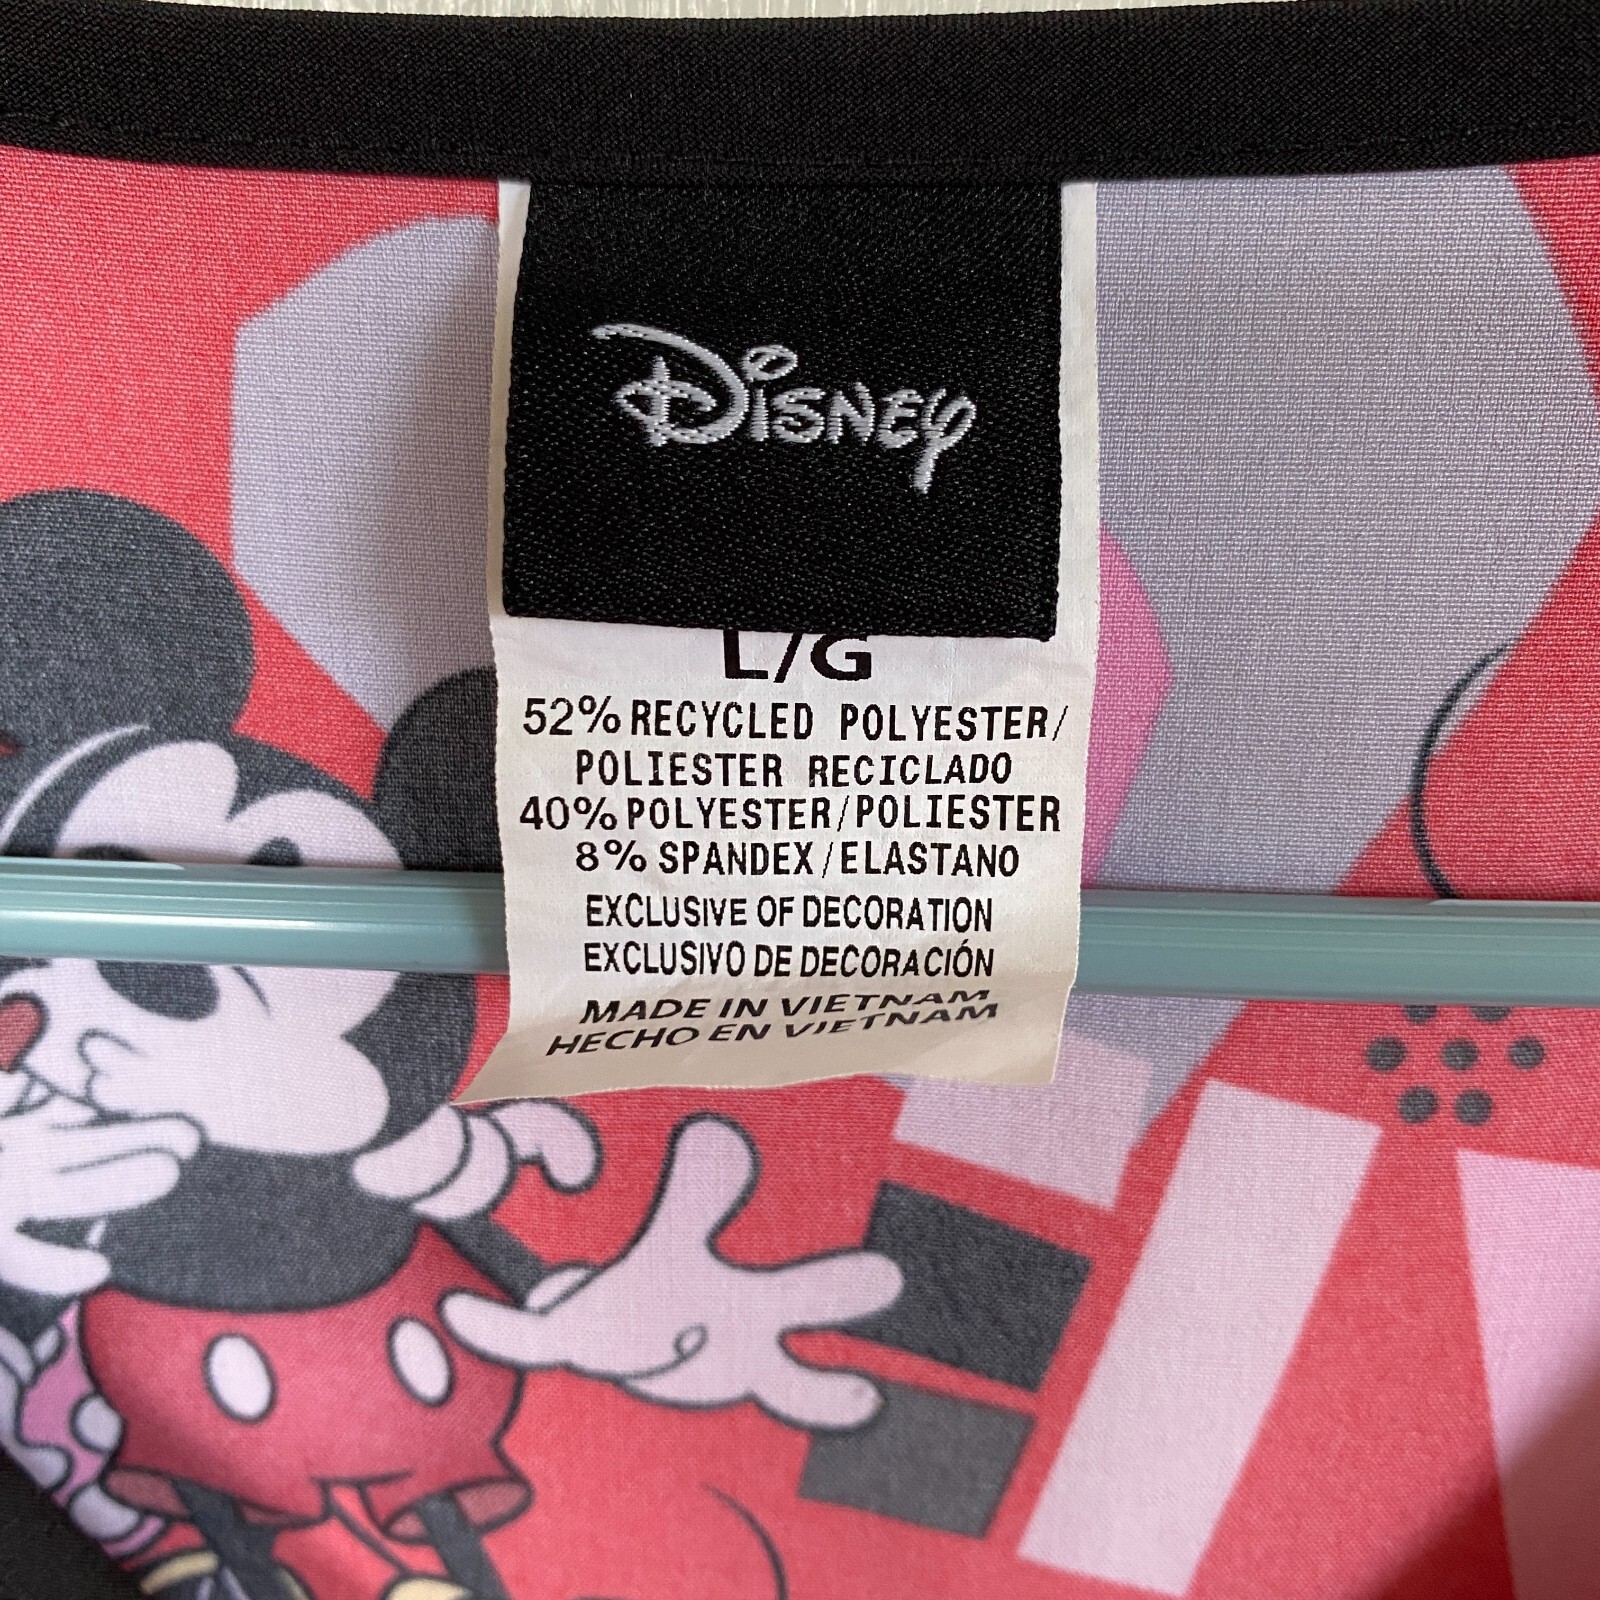 Disney
L/G
52% RECYCLED POLYESTER/
POLIESTER RECICLADO
40% POLYESTER/POLIESTER
8% SPANDEX/ELASTANO
EXCLUSIVE OF DECORATION
EXCLUSIVO DE DECORACIÓN
MADE IN VIETNAM
HECHO EN VIETNAM